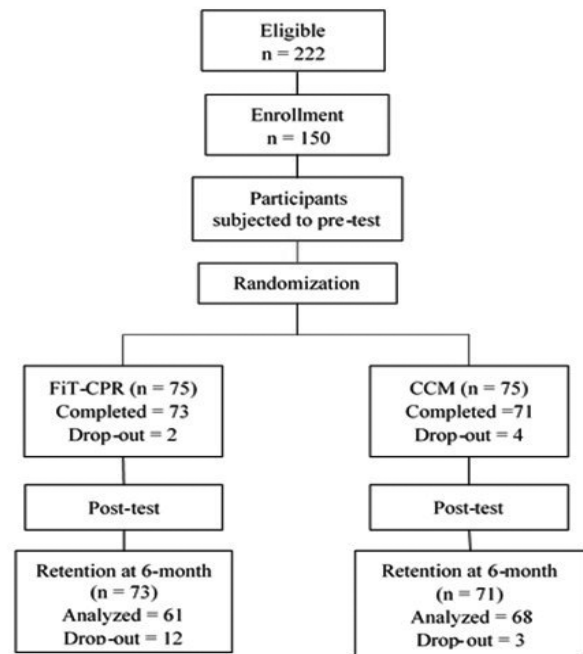 Eligible
n = 222
Enrollment
n = 150
Participants
subjected to pre-test
Randomization
FiT-CPR (n = 75)
Completed = 73
Drop-out = 2
CCM (n = 75)
Completed =71
Drop-out = 4
Post-test
Post-test
Retention at 6-month
(n = 73)
Analyzed = 61
Drop-out = 12
Retention at 6-month
(n = 71)
Analyzed = 68
Drop-out = 3